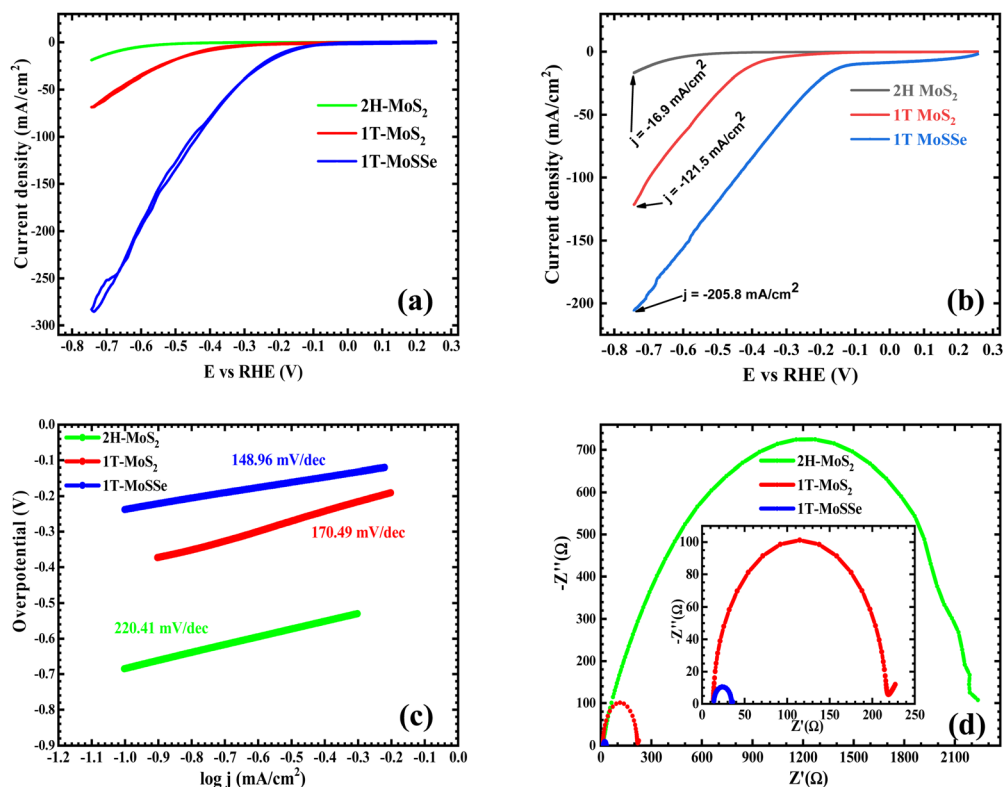 0
-50
-100
-150
-200
-250
-300
Current density (mA/cm²)
2H-MoS₂
1T-MoS₂
1T-MoSSe
(a)
-0.8 -0.7 -0.6 -0.5 -0.4 -0.3 -0.2 -0.1 0.0 0.1 0.2 0.3
E vs RHE (V)
0
-50
-100
-150
-200
Current density (mA/cm²)
j = -16.9 mA/cm²
j = -121.5 mA/cm²
j = -205.8 mA/cm²
2H MoS₂
1T MoS₂
1T MoSSe
(b)
-0.8 -0.7 -0.6 -0.5 -0.4 -0.3 -0.2 -0.1 0.0 0.1 0.2 0.3
E vs RHE (V)
0.0
-0.1
-0.2
-0.3
-0.4
-0.5
-0.6
-0.7
-0.8
-0.9
Overpotential (V)
2H-MoS₂
1T-MoS₂
1T-MoSSe
148.96 mV/dec
170.49 mV/dec
220.41 mV/dec
(c)
-1.2 -1.1 -1.0 -0.9 -0.8 -0.7 -0.6 -0.5 -0.4 -0.3 -0.2 -0.1 0.0
log j (mA/cm²)
700
600
500
400
300
200
100
0
-Z''(Ω)
2H-MoS₂
1T-MoS₂
1T-MoSSe
100
80
60
40
20
0
-Z''(Ω)
0 50 100 150 200 250
Z'(Ω)
(d)
0 300 600 900 1200 1500 1800 2100
Z'(Ω)